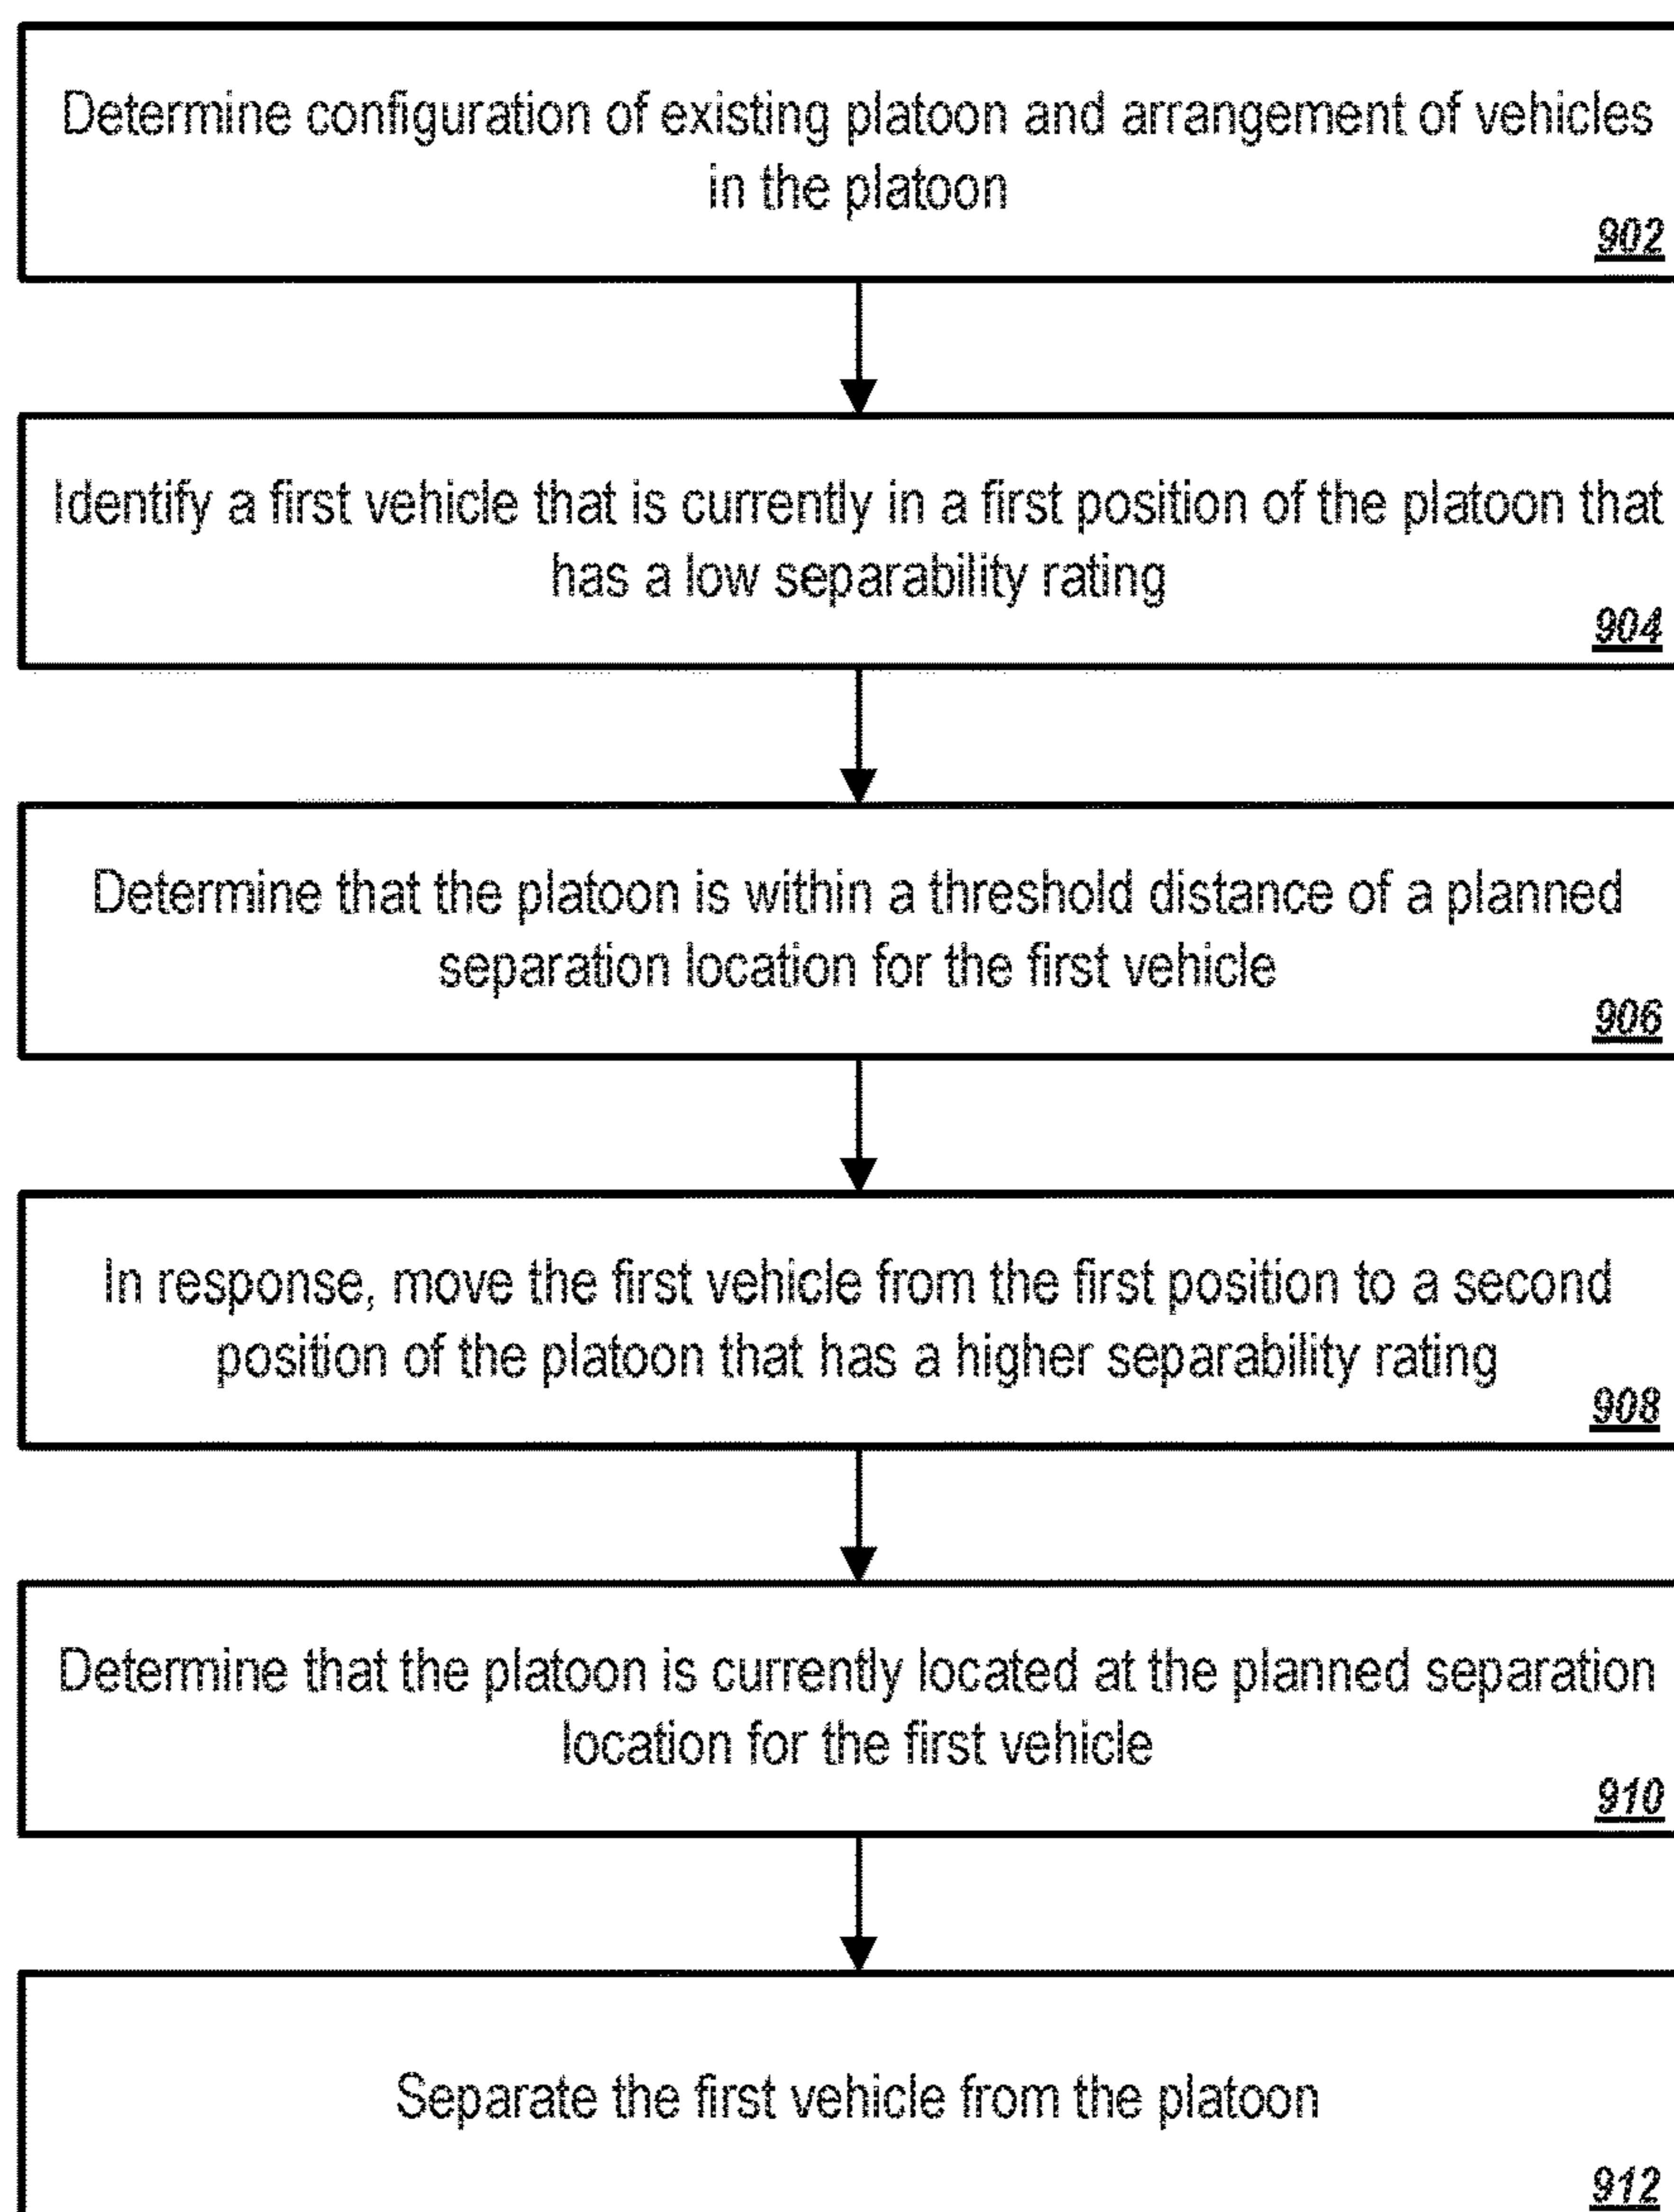 Determine configuration of existing platoon and arrangement of vehicles
in the platoon
902
Identify a first vehicle that is currently in a first position of the platoon that
has a low separability rating
904
Determine that the platoon is within a threshold distance of a planned
separation location for the first vehicle
906
In response, move the first vehicle from the first position to a second
position of the platoon that has a higher separability rating
908
Determine that the platoon is currently located at the planned separation
location for the first vehicle
910
Separate the first vehicle from the platoon
912